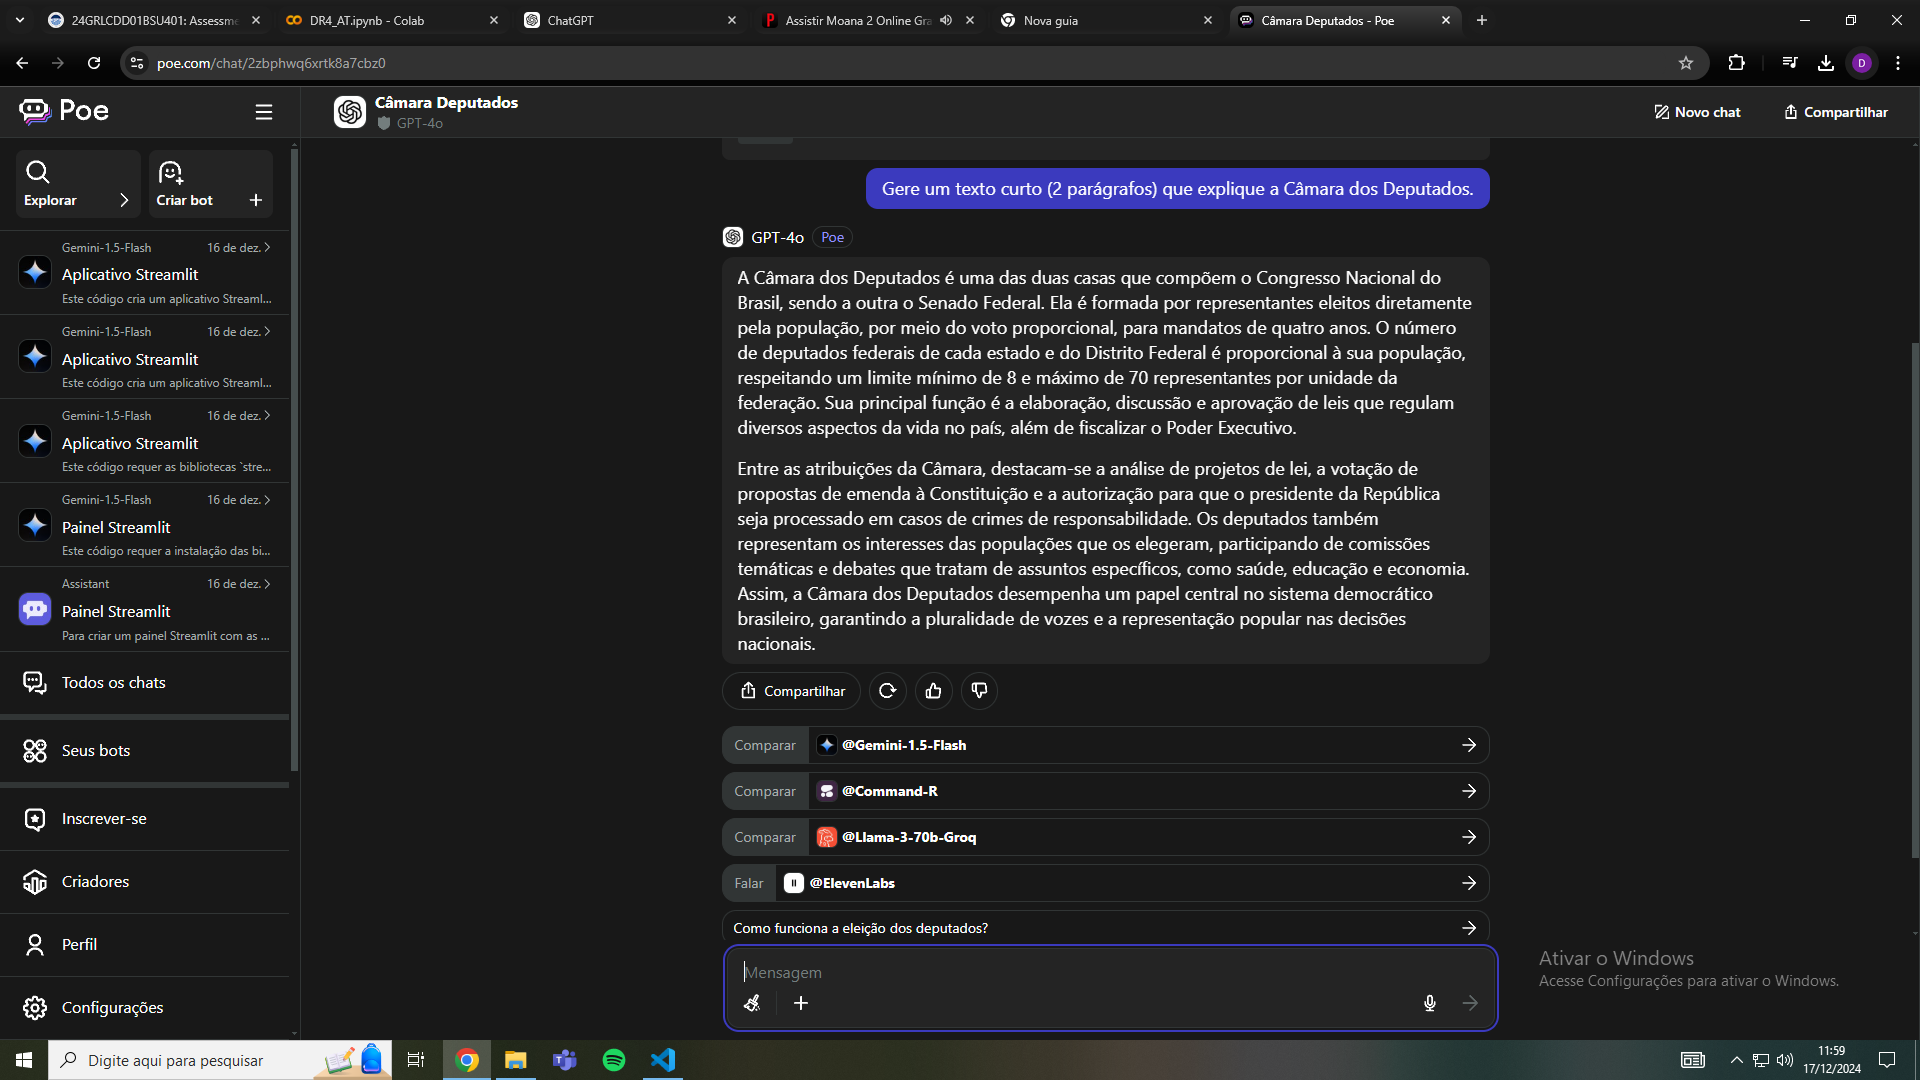 24GRLCDD01BSU401: Assessme
DR4_AT.ipynb - Colab
ChatGPT
Assistir Moana 2 Online Gra
Nova guia
Câmara Deputados - Poe
poe.com/chat/2zbphwq6xrtk8a7cbz0
D
Poe
Câmara Deputados
GPT-4o
Novo chat
Compartilhar
Explorar
Criar bot
Gemini-1.5-Flash
16 de dez.
Aplicativo Streamlit
Este código cria um aplicativo Streaml...
Gemini-1.5-Flash
16 de dez.
Aplicativo Streamlit
Este código cria um aplicativo Streaml...
Gemini-1.5-Flash
16 de dez.
Aplicativo Streamlit
Este código requer as bibliotecas `stre...
Gemini-1.5-Flash
16 de dez.
Painel Streamlit
Este código requer a instalação das bi...
Assistant
16 de dez.
Painel Streamlit
Para criar um painel Streamlit com as ...
Todos os chats
Seus bots
Inscrever-se
Criadores
Perfil
Configurações
Gere um texto curto (2 parágrafos) que explique a Câmara dos Deputados.
GPT-4o
Poe
A Câmara dos Deputados é uma das duas casas que compõem o Congresso Nacional do
Brasil, sendo a outra o Senado Federal. Ela é formada por representantes eleitos diretamente
pela população, por meio do voto proporcional, para mandatos de quatro anos. O número
de deputados federais de cada estado e do Distrito Federal é proporcional à sua população,
respeitando um limite mínimo de 8 e máximo de 70 representantes por unidade da
federação. Sua principal função é a elaboração, discussão e aprovação de leis que regulam
diversos aspectos da vida no país, além de fiscalizar o Poder Executivo.
Entre as atribuições da Câmara, destacam-se a análise de projetos de lei, a votação de
propostas de emenda à Constituição e a autorização para que o presidente da República
seja processado em casos de crimes de responsabilidade. Os deputados também
representam os interesses das populações que os elegeram, participando de comissões
temáticas e debates que tratam de assuntos específicos, como saúde, educação e economia.
Assim, a Câmara dos Deputados desempenha um papel central no sistema democrático
brasileiro, garantindo a pluralidade de vozes e a representação popular nas decisões
nacionais.
Compartilhar
Comparar @Gemini-1.5-Flash
Comparar @Command-R
Comparar @Llama-3-70b-Groq
Falar @ElevenLabs
Como funciona a eleição dos deputados?
Mensagem
Ativar o Windows
Acesse Configurações para ativar o Windows.
Digite aqui para pesquisar
11:59
17/12/2024